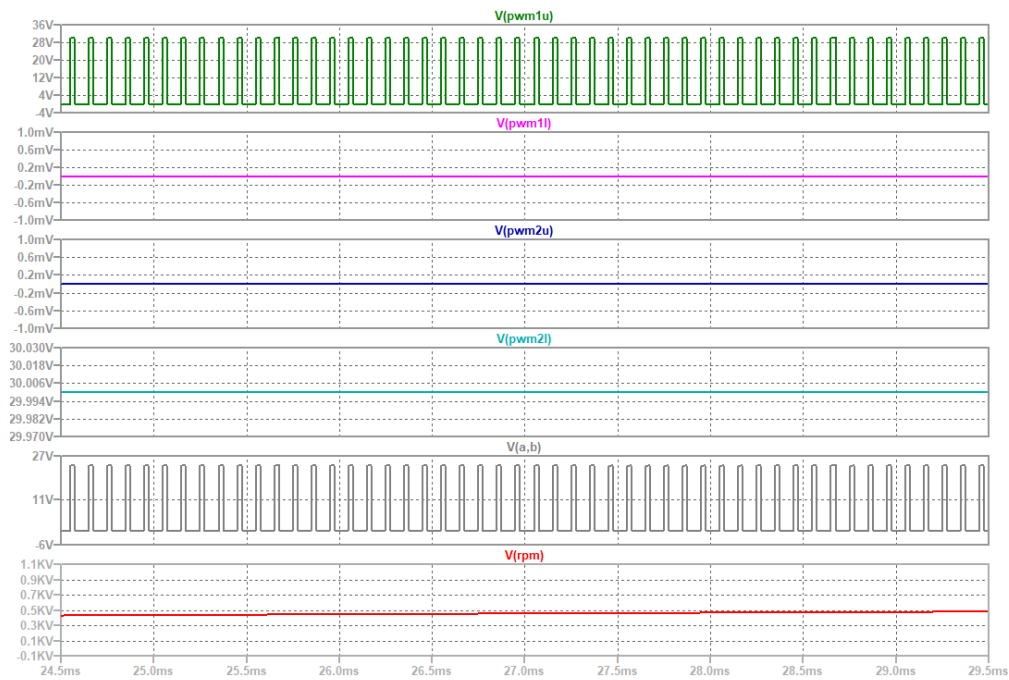 V(pwm1u)
36V
28V
20V
12V
4V
-4V
V(pwm1l)
1.0mV
0.6mV
0.2mV
-0.2mV
-0.6mV
-1.0mV
V(pwm2u)
1.0mV
0.6mV
0.2mV
-0.2mV
-0.6mV
-1.0mV
V(pwm2l)
30.030V
30.018V
30.006V
29.994V
29.982V
29.970V
V(a,b)
27V
11V
-6V
V(rpm)
1.1KV
0.9KV
0.7KV
0.5KV
0.3KV
0.1KV
-0.1KV
24.5ms 25.0ms 25.5ms 26.0ms 26.5ms 27.0ms 27.5ms 28.0ms 28.5ms 29.0ms 29.5ms